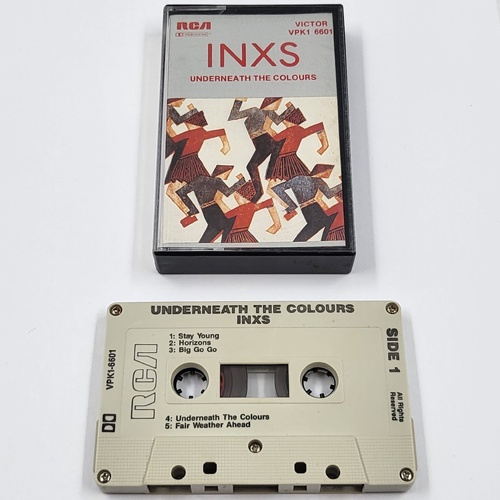 RCA
VICTOR
VPK1 6601
INXS
UNDERNEATH THE COLOURS
UNDERNEATH THE COLOURS
INXS
1: Stay Young
2: Horizons
3: Big Go Go
4: Underneath The Colours
5: Fair Weather Ahead
VPK1-6601
RCA
SIDE 1
All Rights
Reserved